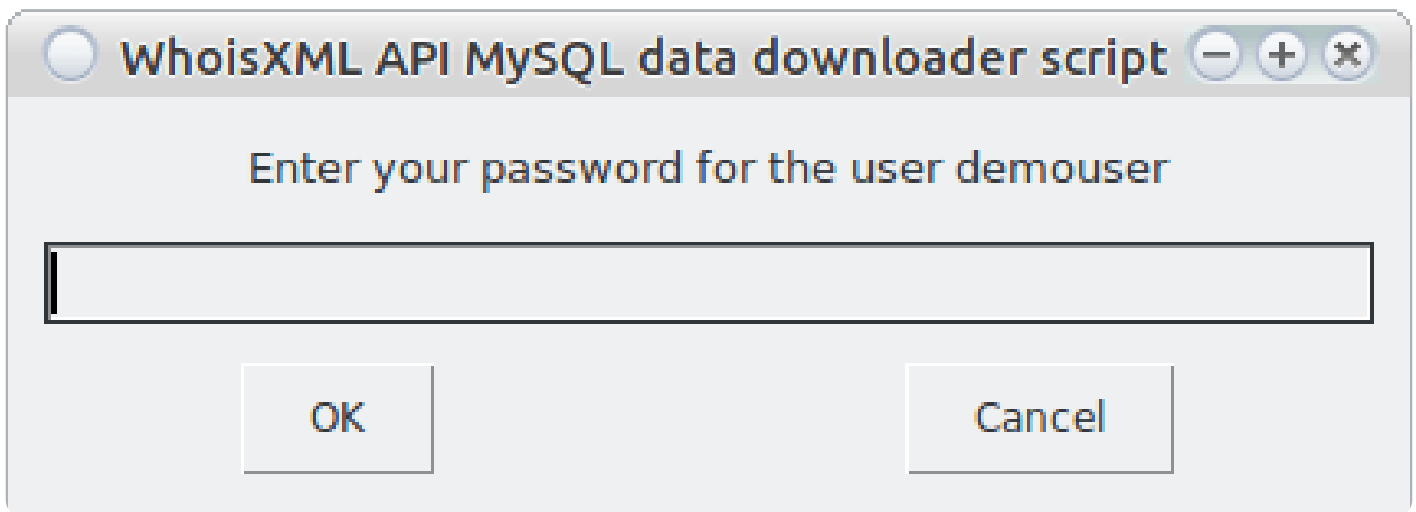 WhoisXML API MySQL data downloader script
Enter your password for the user demouser
OK Cancel